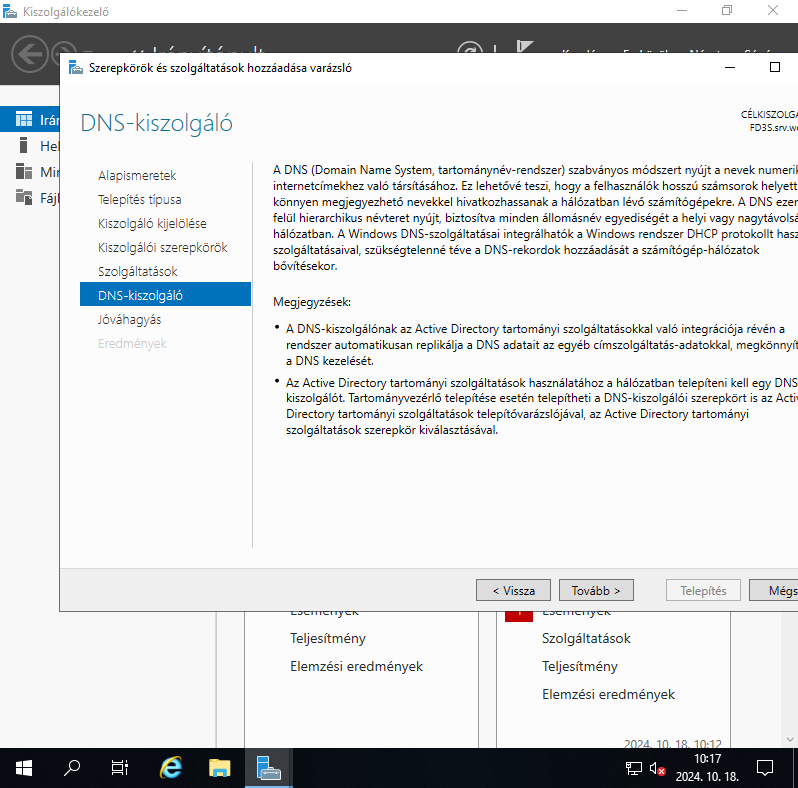 Kiszolgálókezelő
Szerepkörök és szolgáltatások hozzáadása varázsló
DNS-kiszolgáló
CÉLKISZOLGÁ
FD3S.srv.w
Irá
He
Fáj
Alapismeretek
Telepítés típusa
Kiszolgáló kijelölése
Kiszolgálói szerepkörök
Szolgáltatások
DNS-kiszolgáló
Jóváhagyás
Eredmények
A DNS (Domain Name System, tartománynév-rendszer) szabványos módszert nyújt a nevek numerik
internetcímekhez való társításához. Ez lehetővé teszi, hogy a felhasználók hosszú számsorok helyett
könnyen megjegyezhető nevekkel hivatkozhassanak a hálózatban lévő számítógépekre. A DNS ezen
felül hierarchikus névteret nyújt, biztosítva minden állomásnév egyediségét a helyi vagy nagytávolsá
hálózatban. A Windows DNS-szolgáltatásai integrálhatók a Windows rendszer DHCP protokollt hasz
szolgáltatásaival, szükségtelenné téve a DNS-rekordok hozzáadását a számítógép-hálózatok
bővítésekor.
Megjegyzések:
• A DNS-kiszolgálónak az Active Directory tartományi szolgáltatásokkal való integrációja révén a
rendszer automatikusan replikálja a DNS adatait az egyéb címszolgáltatás-adatokkal, megkönnyít
a DNS kezelését.
• Az Active Directory tartományi szolgáltatások használatához a hálózatban telepíteni kell egy DNS
kiszolgálót. Tartományvezérlő telepítése esetén telepítheti a DNS-kiszolgálói szerepkört is az Activ
Directory tartományi szolgáltatások telepítővarázslójával, az Active Directory tartományi
szolgáltatások szerepkör kiválasztásával.
< Vissza
Tovább >
Telepítés
Mégs
Események
Teljesítmény
Elemzési eredmények
Események
Szolgáltatások
Teljesítmény
Elemzési eredmények
2024. 10. 18. 10:12
10:17
2024. 10. 18.